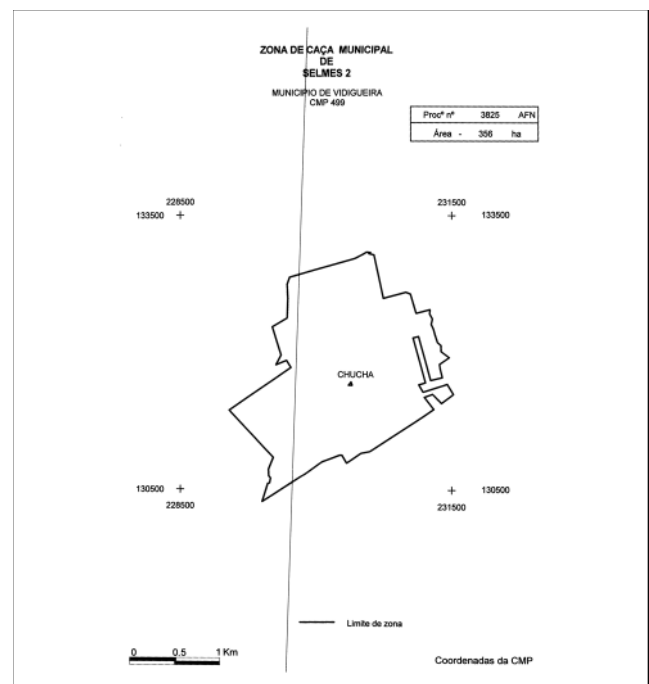 ZONA DE CAÇA MUNICIPAL
DE
SELMES 2
MUNICIPIO DE VIDIGUEIRA
CMP 499
Procº nº 3825 AFN
Área - 356 ha
228500
133500
231500
133500
CHUCHA
130500
228500
130500
231500
Limite de zona
0 0.5 1 Km
Coordenadas da CMP